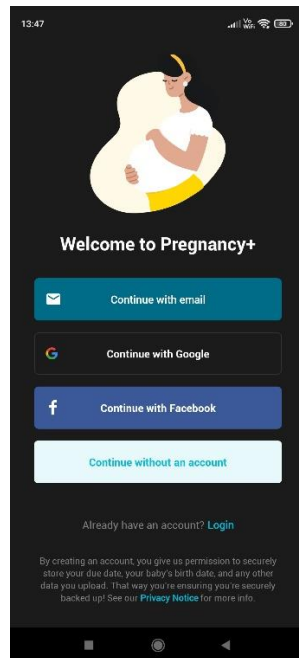 13:47
Vo
WiFi
80
Welcome to Pregnancy+
Continue with email
G Continue with Google
f Continue with Facebook
Continue without an account
Already have an account? Login
By creating an account, you give us permission to securely
store your due date, your baby's birth date, and any other
data you upload. That way you're ensuring you're securely
backed up! See our Privacy Notice for more info.